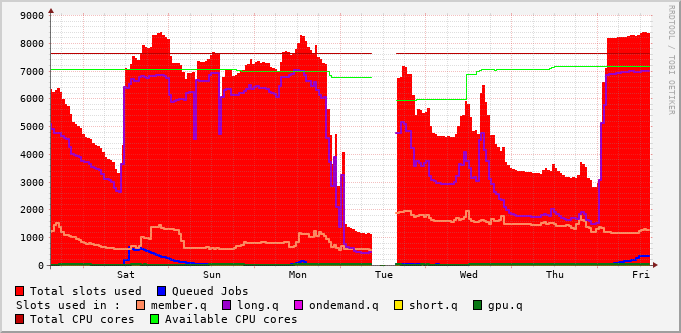 9000
8000
7000
6000
5000
4000
3000
2000
1000
0
Sat Sun Mon Tue Wed Thu Fri
RRDTOOL / TOBI OETIKER
Total slots used Queued Jobs
Slots used in : member.q long.q ondemand.q short.q gpu.q
Total CPU cores Available CPU cores